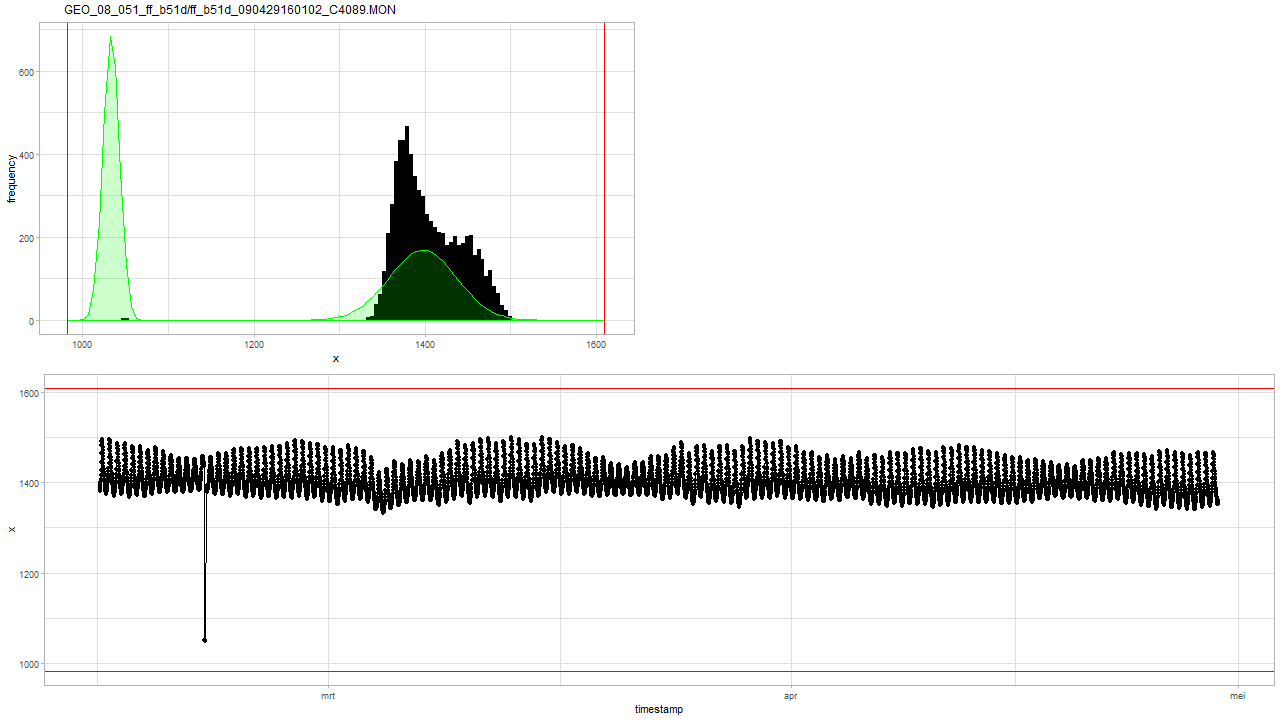 GEO_08_051_ff_b51d/ff_b51d_090429160102_C4089.MON
frequency
600
400
200
0
1000 1200 1400 1600
x
x
1600
1400
1200
1000
mrt apr mei
timestamp